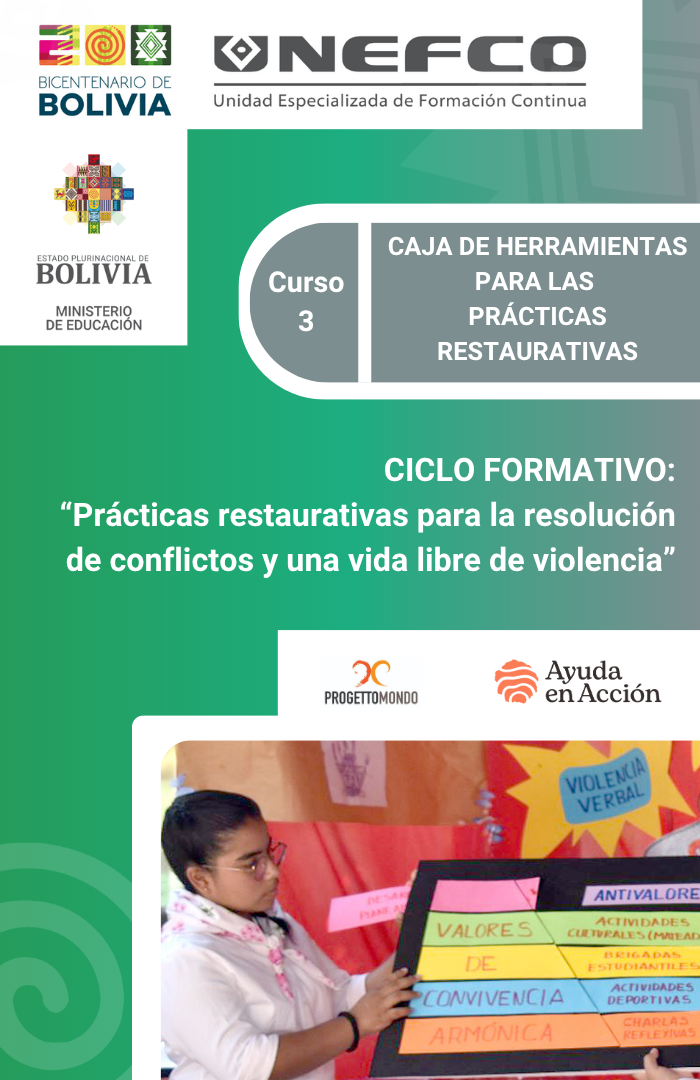 BICENTENARIO DE
BOLIVIA
UNEFCO
Unidad Especializada de Formación Continua
ESTADO PLURINACIONAL DE
BOLIVIA
MINISTERIO
DE EDUCACIÓN
Curso
3
CAJA DE HERRAMIENTAS
PARA LAS
PRÁCTICAS
RESTAURATIVAS
CICLO FORMATIVO:
“Prácticas restaurativas para la resolución
de conflictos y una vida libre de violencia”
PROGETTOMONDO
Ayuda
en Acción
VIOLENCIA
VERBAL
ANTIVALORE
VALORES
ACTIVIDADES
CULTURALES (MATEAD
DE
BRIGADAS
ESTUDIANTILES
CONVIVENCIA
ACTIVIDADES
DEPORTIVAS
ARMÓNICA
CHARLAS
REFLEXIVAS